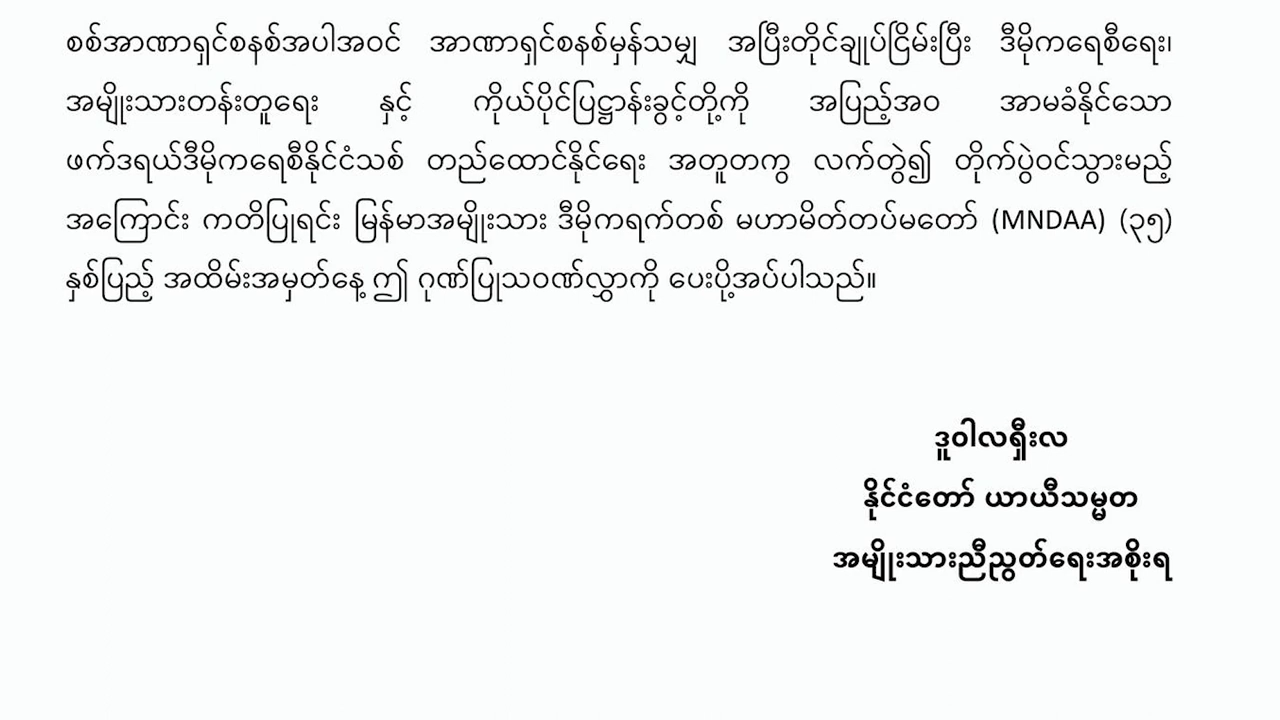 စစ်အာဏာရှင်စနစ်အပါအဝင် အာဏာရှင်စနစ်မှန်သမျှ အပြီးတိုင်ချုပ်ငြိမ်းပြီး ဒီမိုကရေစီရေး၊
အမျိုးသားတန်းတူရေး နှင့် ကိုယ်ပိုင်ပြဋ္ဌာန်းခွင့်တို့ကို အပြည့်အဝ အာမခံနိုင်သော
ဖက်ဒရယ်ဒီမိုကရေစီနိုင်ငံသစ် တည်ထောင်နိုင်ရေး အတူတကွ လက်တွဲ၍ တိုက်ပွဲဝင်သွားမည့်
အကြောင်း ကတိပြုရင်း မြန်မာအမျိုးသား ဒီမိုကရက်တစ် မဟာမိတ်တပ်မတော် (MNDAA) (၃၅)
နှစ်ပြည့် အထိမ်းအမှတ်နေ့ ဤ ဂုဏ်ပြုသဝဏ်လွှာကို ပေးပို့အပ်ပါသည်။
ဒူဝါလရှီးလ
နိုင်ငံတော် ယာယီသမ္မတ
အမျိုးသားညီညွတ်ရေးအစိုးရ